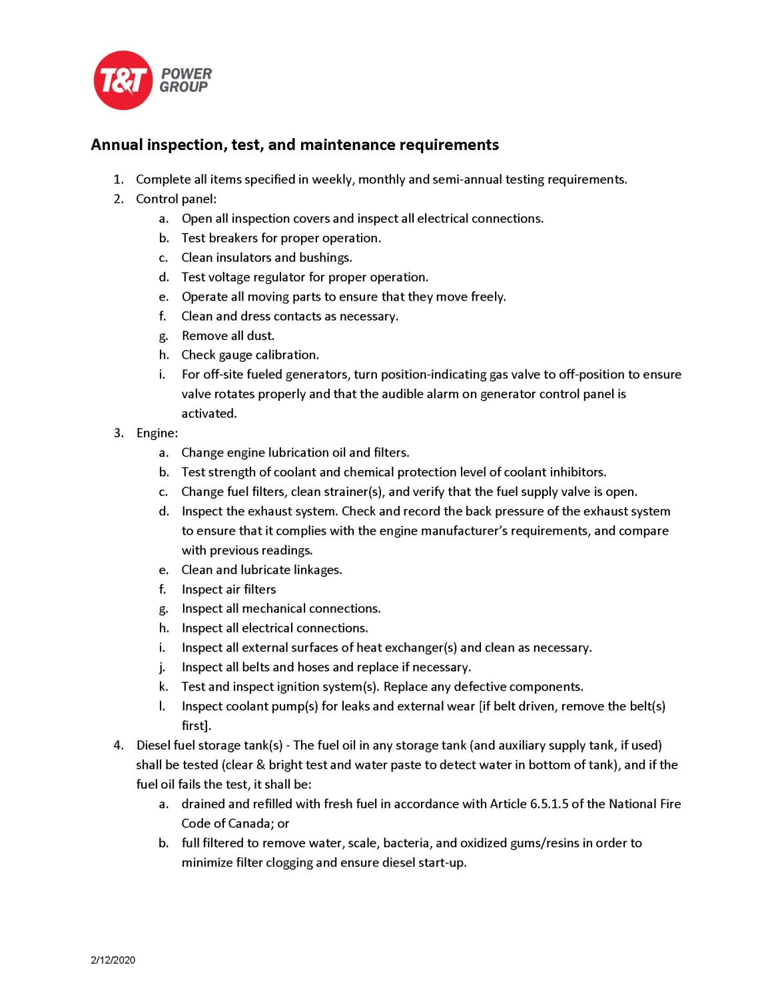 T&T POWER
GROUP
Annual inspection, test, and maintenance requirements
1. Complete all items specified in weekly, monthly and semi-annual testing requirements.
2. Control panel:
a. Open all inspection covers and inspect all electrical connections.
b. Test breakers for proper operation.
c. Clean insulators and bushings.
d. Test voltage regulator for proper operation.
e. Operate all moving parts to ensure that they move freely.
f. Clean and dress contacts as necessary.
g. Remove all dust.
h. Check gauge calibration.
i. For off-site fueled generators, turn position-indicating gas valve to off-position to ensure
valve rotates properly and that the audible alarm on generator control panel is
activated.
3. Engine:
a. Change engine lubrication oil and filters.
b. Test strength of coolant and chemical protection level of coolant inhibitors.
c. Change fuel filters, clean strainer(s), and verify that the fuel supply valve is open.
d. Inspect the exhaust system. Check and record the back pressure of the exhaust system
to ensure that it complies with the engine manufacturer’s requirements, and compare
with previous readings.
e. Clean and lubricate linkages.
f. Inspect air filters
g. Inspect all mechanical connections.
h. Inspect all electrical connections.
i. Inspect all external surfaces of heat exchanger(s) and clean as necessary.
j. Inspect all belts and hoses and replace if necessary.
k. Test and inspect ignition system(s). Replace any defective components.
l. Inspect coolant pump(s) for leaks and external wear [if belt driven, remove the belt(s)
first].
4. Diesel fuel storage tank(s) - The fuel oil in any storage tank (and auxiliary supply tank, if used)
shall be tested (clear & bright test and water paste to detect water in bottom of tank), and if the
fuel oil fails the test, it shall be:
a. drained and refilled with fresh fuel in accordance with Article 6.5.1.5 of the National Fire
Code of Canada; or
b. full filtered to remove water, scale, bacteria, and oxidized gums/resins in order to
minimize filter clogging and ensure diesel start-up.
2/12/2020